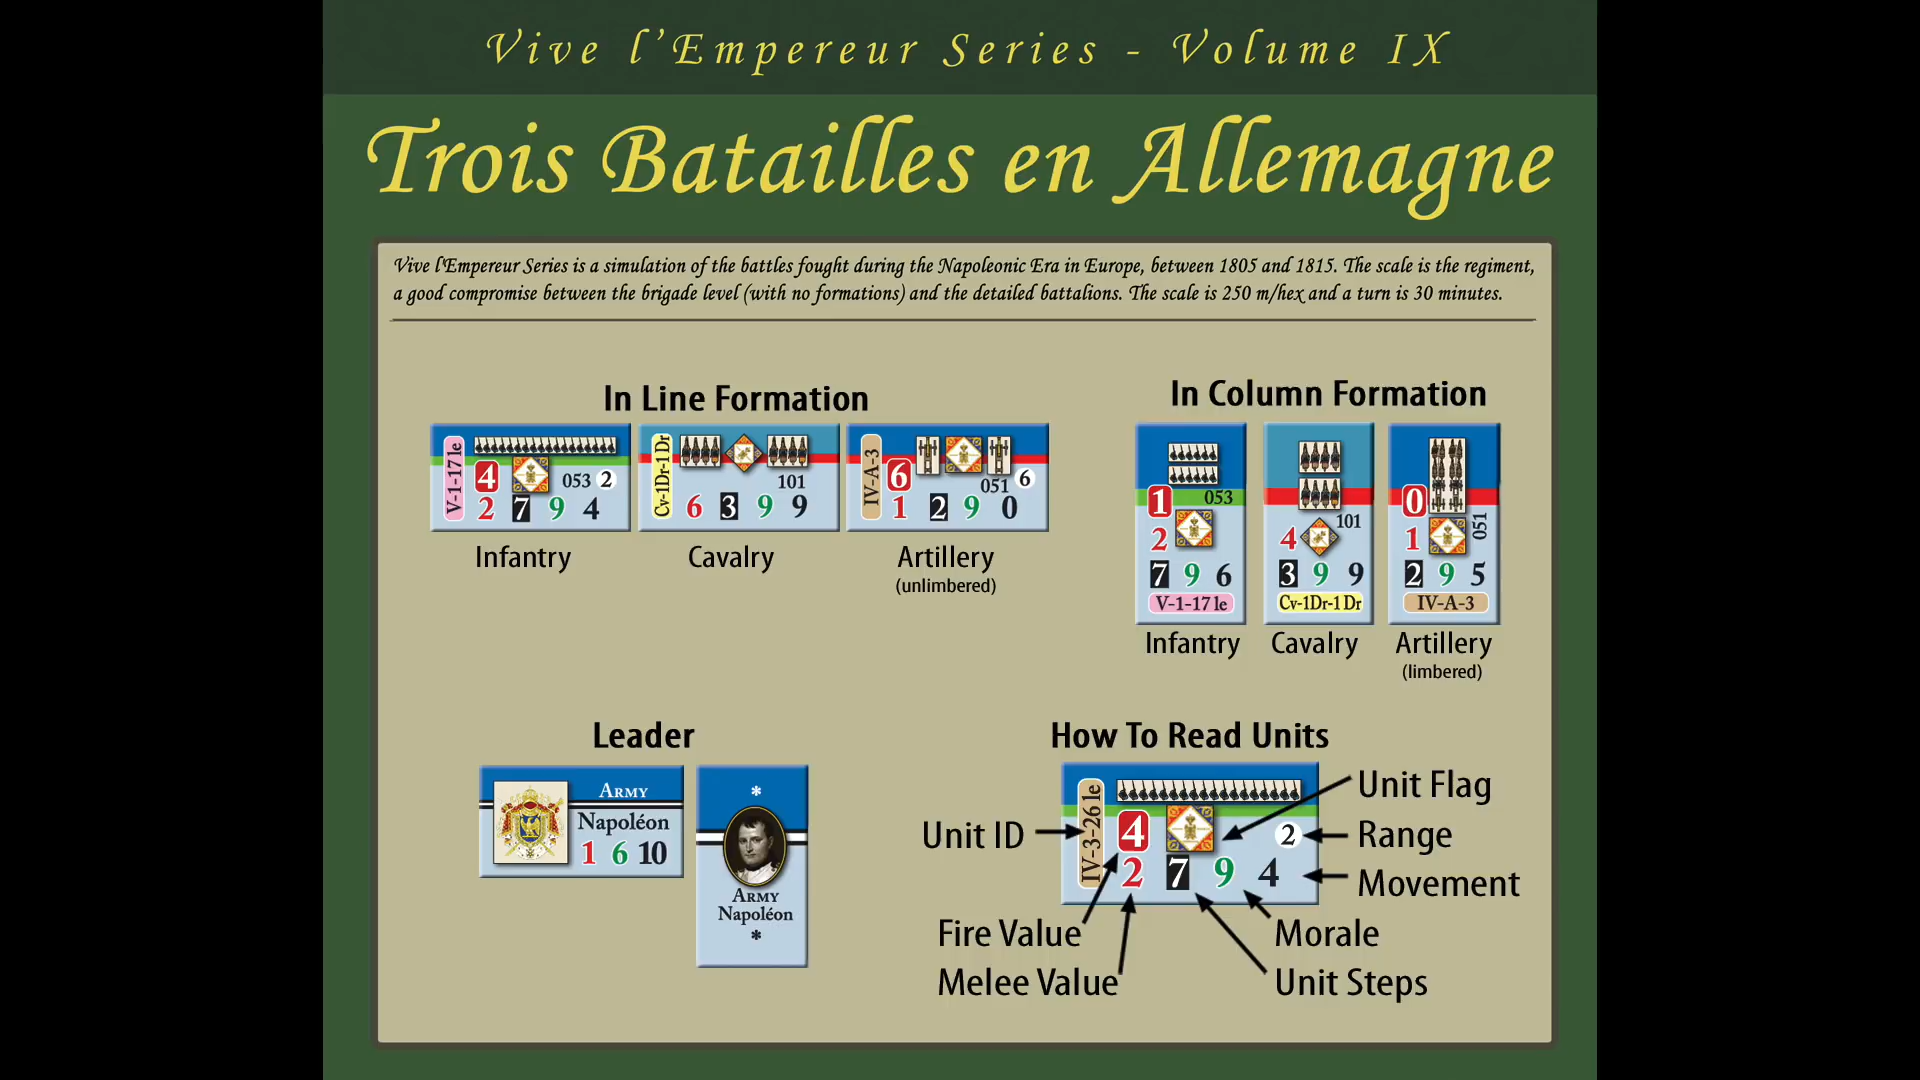 Vive l'Empereur Series - Volume IX
Trois Batailles en Allemagne
Vive l'Empereur Series is a simulation of the battles fought during the Napoleonic Era in Europe, between 1805 and 1815. The scale is the regiment,
a good compromise between the brigade level (with no formations) and the detailed battalions. The scale is 250 m/hex and a turn is 30 minutes.
In Line Formation
V-1-17 le
4 053 2
2 7 9 4
Infantry
Cv-1Dr-1 Dr
101
6 3 9 9
Cavalry
IV-A-3
6 051 6
1 2 9 0
Artillery
(unlimbered)
In Column Formation
1 053
2
7 9 6
V-1-17 le
Infantry
101
4
3 9 9
Cv-1Dr-1 Dr
Cavalry
0
1 051
2 9 5
IV-A-3
Artillery
(limbered)
Leader
Army
Napoléon
1 6 10
*
Army
Napoléon
*
How To Read Units
IV-3-26 le
4 2
2 7 9 4
Unit ID
Unit Flag
Range
Movement
Fire Value
Morale
Melee Value
Unit Steps